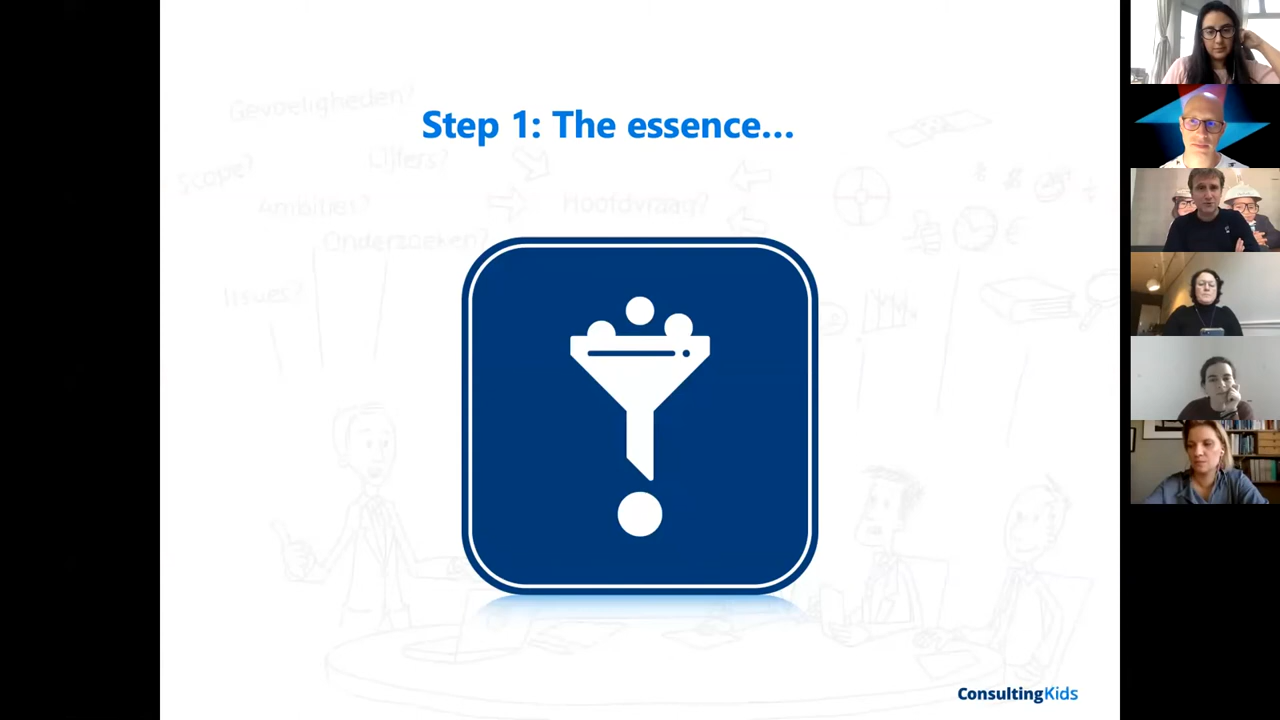 Gevoeligheden?
Step 1: The essence...
Cijfers?
Scope?
Ambities?
Hoofdvraag?
Onderzoeken?
Issues?
ConsultingKids